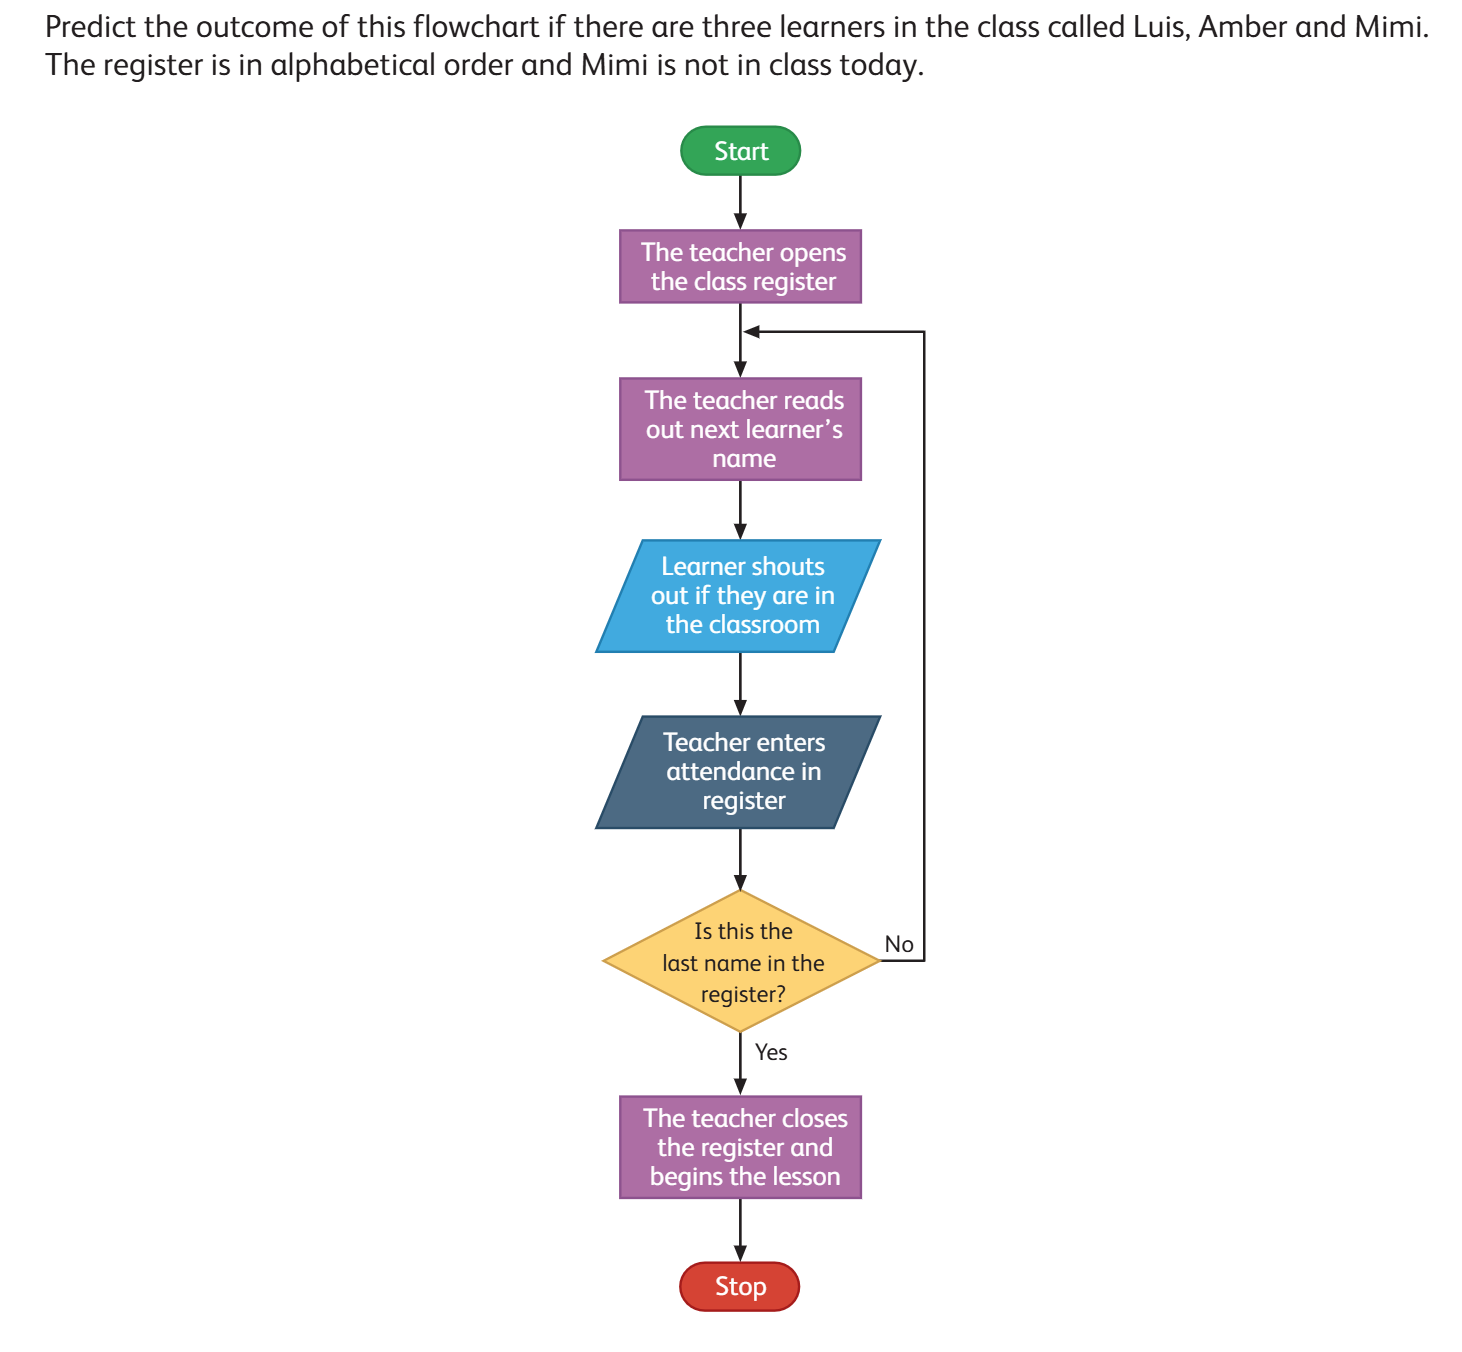 Predict the outcome of this flowchart if there are three learners in the class called Luis, Amber and Mimi.
The register is in alphabetical order and Mimi is not in class today.
Start
The teacher opens
the class register
The teacher reads
out next learner’s
name
Learner shouts
out if they are in
the classroom
Teacher enters
attendance in
register
Is this the
last name in the
register?
No
Yes
The teacher closes
the register and
begins the lesson
Stop